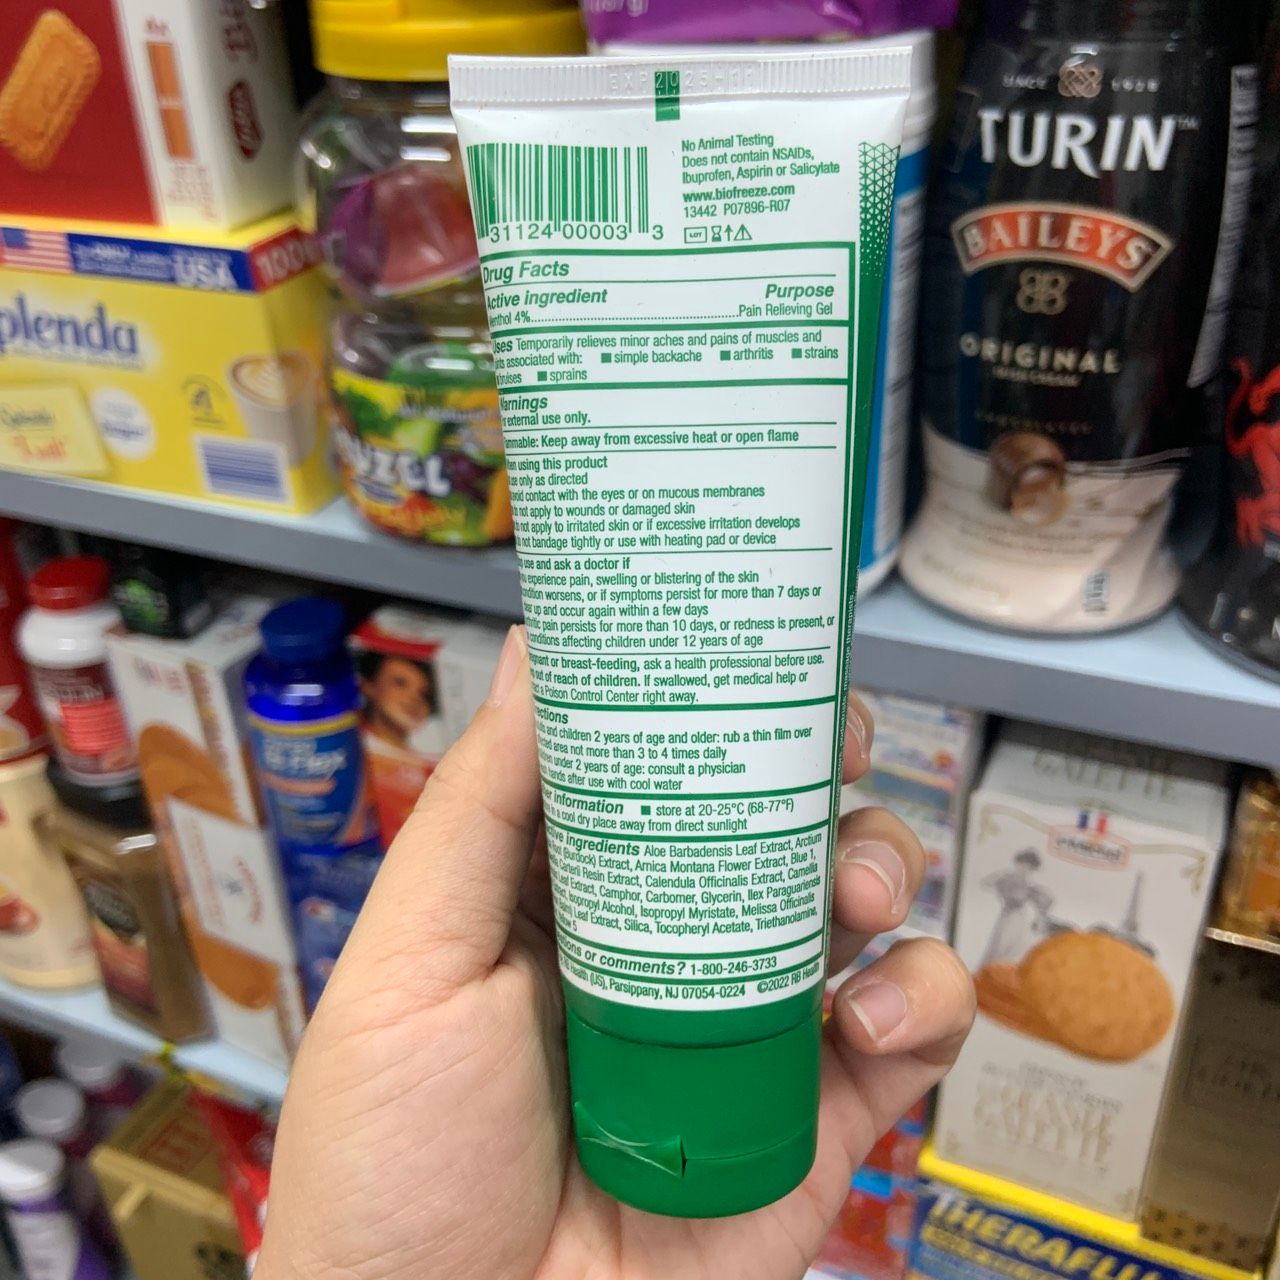 EXP 2025-11
No Animal Testing
Does not contain NSAIDs,
Ibuprofen, Aspirin or Salicylate
www.biofreeze.com
13442 P07896-R07
LOT
31124 00003 3
Drug Facts
Active ingredient Purpose
Menthol 4%..........................................Pain Relieving Gel
Uses Temporarily relieves minor aches and pains of muscles and
associated with: ■ simple backache ■ arthritis ■ strains
bruises ■ sprains
Warnings
For external use only.
Keep away from excessive heat or open flame
When using this product
use only as directed
avoid contact with the eyes or on mucous membranes
do not apply to wounds or damaged skin
do not apply to irritated skin or if excessive irritation develops
do not bandage tightly or use with heating pad or device
use and ask a doctor if
experience pain, swelling or blistering of the skin
condition worsens, or if symptoms persist for more than 7 days or
up and occur again within a few days
pain persists for more than 10 days, or redness is present, or
conditions affecting children under 12 years of age
or breast-feeding, ask a health professional before use.
out of reach of children. If swallowed, get medical help or
a Poison Control Center right away.
and children 2 years of age and older: rub a thin film over
area not more than 3 to 4 times daily
under 2 years of age: consult a physician
hands after use with cool water
information ■ store at 20-25°C (68-77°F)
in a cool dry place away from direct sunlight
ingredients Aloe Barbadensis Leaf Extract, Arctium
(Burdock) Extract, Arnica Montana Flower Extract, Blue 1,
Carterii Resin Extract, Calendula Officinalis Extract, Camellia
Leaf Extract, Camphor, Carbomer, Glycerin, Ilex Paraguariensis
Isopropyl Alcohol, Isopropyl Myristate, Melissa Officinalis
Leaf Extract, Silica, Tocopheryl Acetate, Triethanolamine,
5
or comments? 1-800-246-3733
RB Health (US), Parsippany, NJ 07054-0224 ©2022 RB Health
SINCE 1928
TURIN™
BAILEYS
ORIGINAL
USA
plenda
THERAFLU